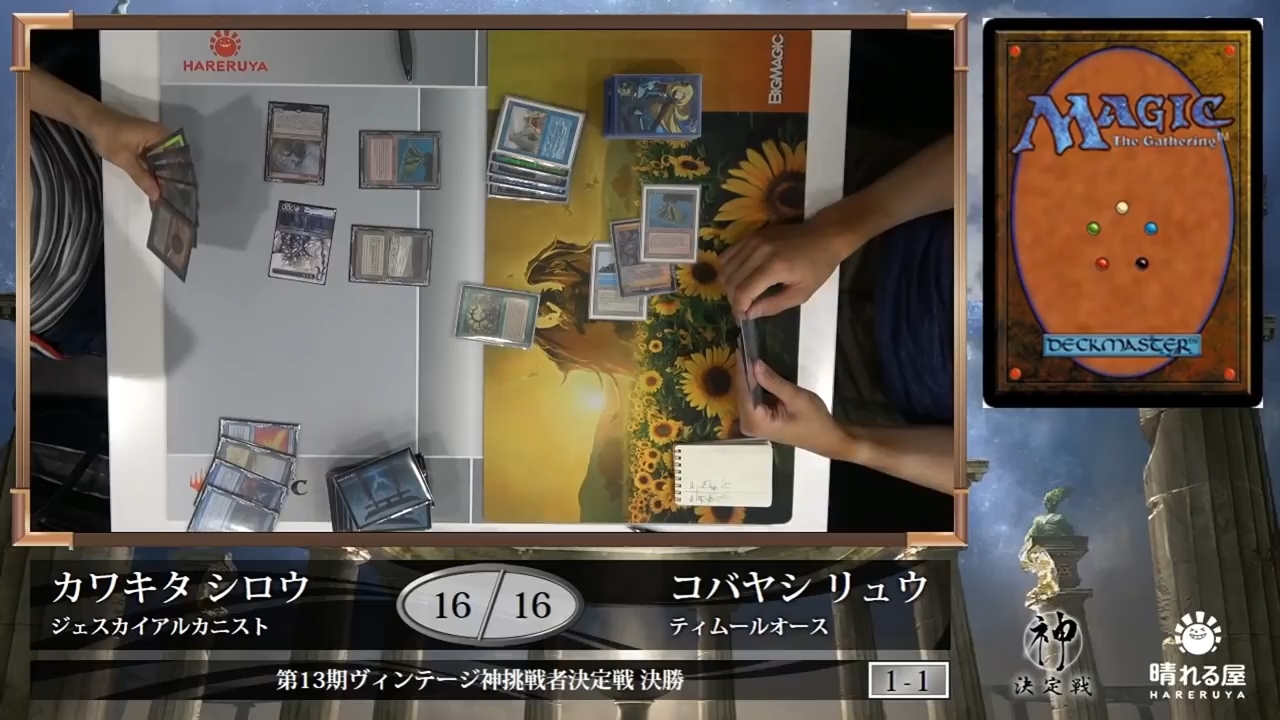 HARERUYA
BIGMAGIC
MAGIC
The Gathering
DECKMASTER
カワキタ シロウ
ジェスカイアルカニスト
16 / 16
コバヤシ リュウ
ティムールオース
第13期ヴィンテージ神挑戦者決定戦 決勝
1-1
神
決定戦
晴れる屋
HARERUYA